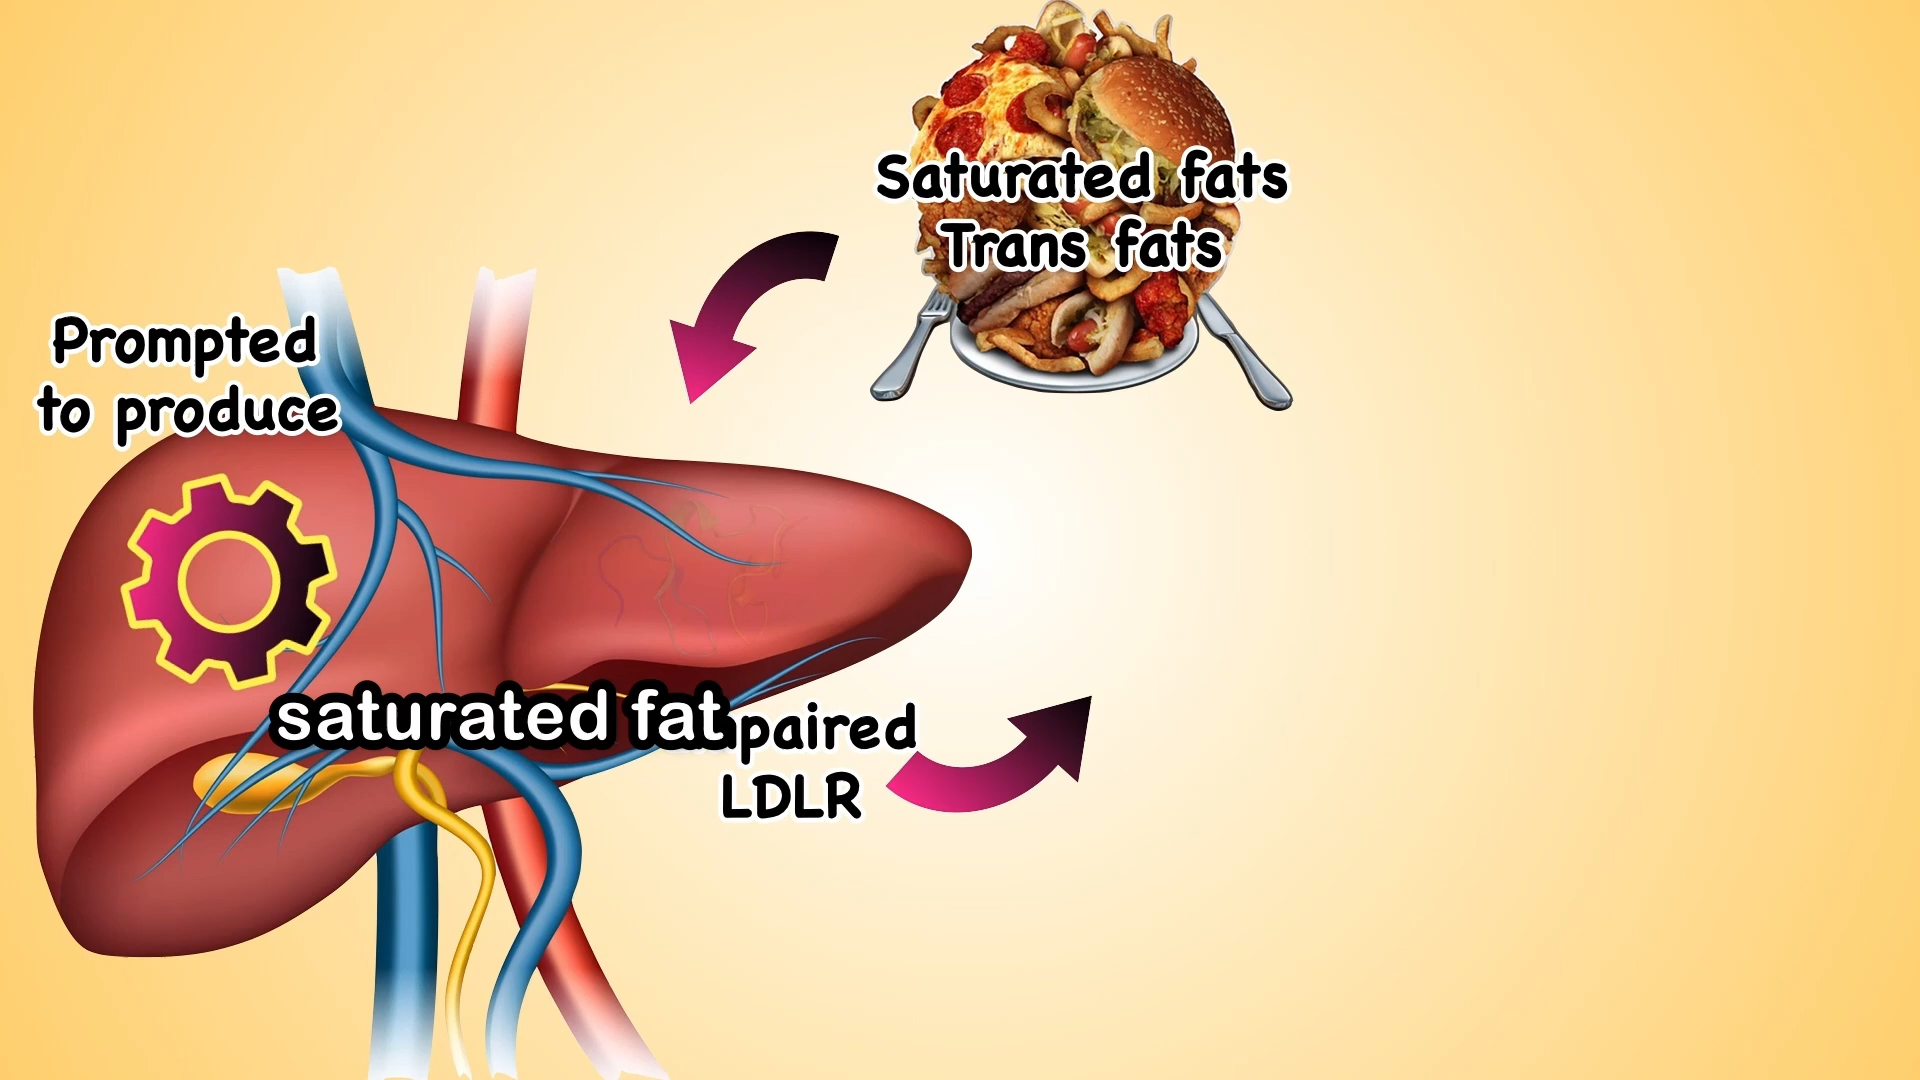 Saturated fats
Trans fats
Prompted
to produce
saturated fat
paired
LDLR